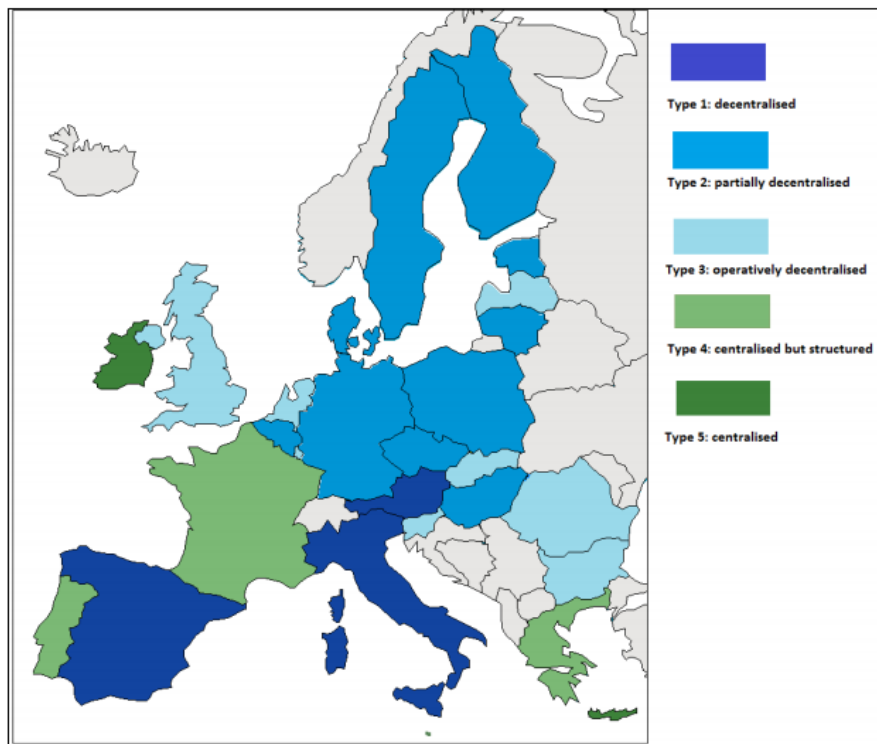 Type 1: decentralised
Type 2: partially decentralised
Type 3: operatively decentralised
Type 4: centralised but structured
Type 5: centralised